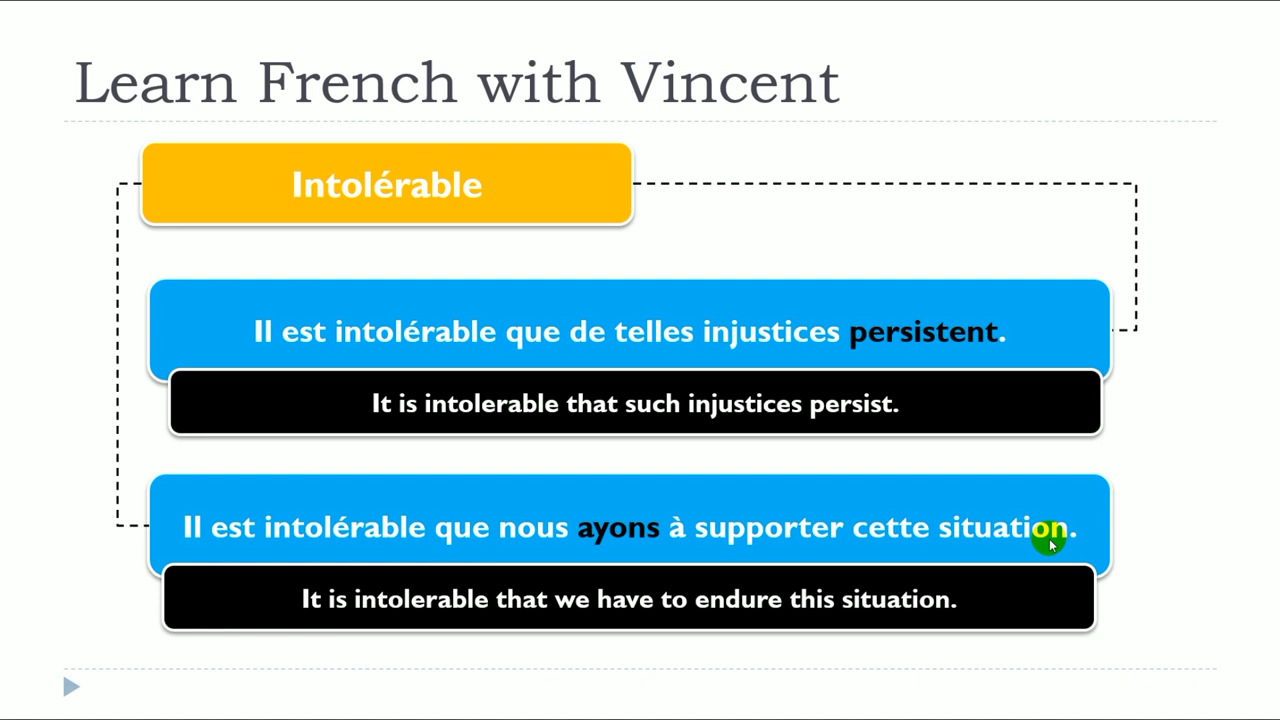 Learn French with Vincent
Intolérable
Il est intolérable que de telles injustices persistent.
It is intolerable that such injustices persist.
Il est intolérable que nous ayons à supporter cette situation.
It is intolerable that we have to endure this situation.